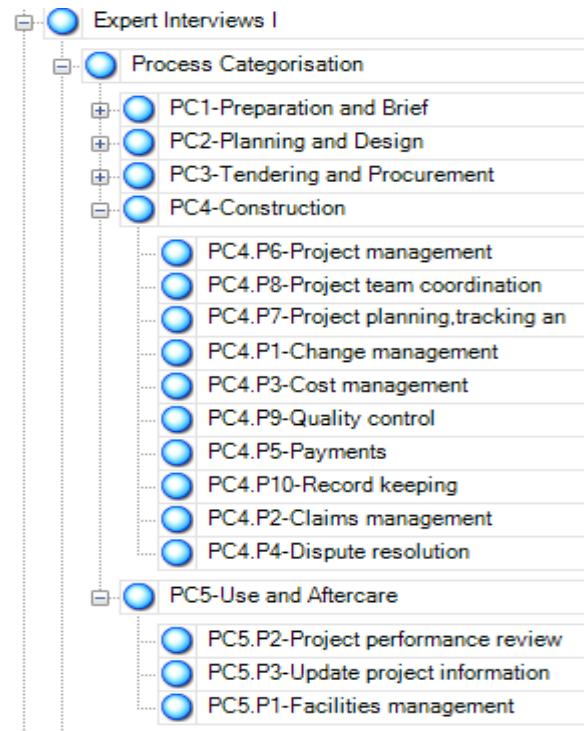 Expert Interviews I
Process Categorisation
PC1-Preparation and Brief
PC2-Planning and Design
PC3-Tendering and Procurement
PC4-Construction
PC4.P6-Project management
PC4.P8-Project team coordination
PC4.P7-Project planning,tracking an
PC4.P1-Change management
PC4.P3-Cost management
PC4.P9-Quality control
PC4.P5-Payments
PC4.P10-Record keeping
PC4.P2-Claims management
PC4.P4-Dispute resolution
PC5-Use and Aftercare
PC5.P2-Project performance review
PC5.P3-Update project information
PC5.P1-Facilities management